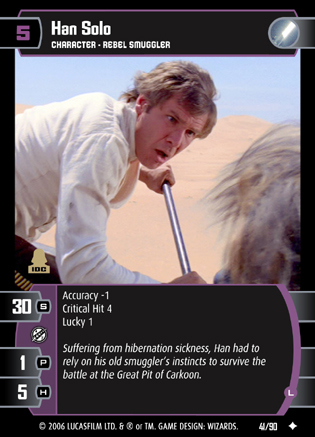 5
Han Solo
CHARACTER • REBEL SMUGGLER
IDC
30 S
Accuracy -1
Critical Hit 4
Lucky 1
1 P
5 H
Suffering from hibernation sickness, Han had to
rely on his old smuggler's instincts to survive the
battle at the Great Pit of Carkoon.
L
© 2006 LUCASFILM LTD. & ® or TM. GAME DESIGN: WIZARDS. 41/90